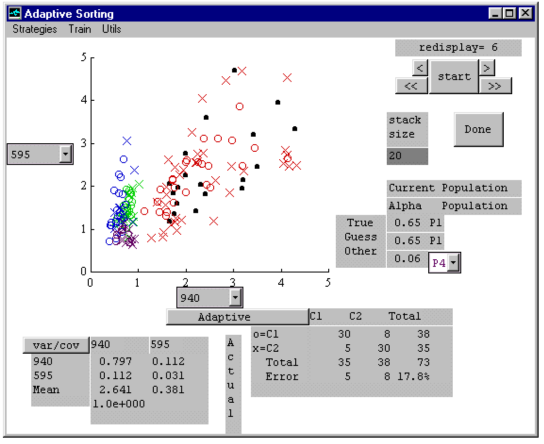 Adaptive Sorting
Strategies Train Utils
redisplay= 6
< start >
<< >>
stack size
20
Done
595
5
4
3
2
1
0
0 1 2 3 4 5
940
Current Population
Alpha Population
True 0.65 P1
Guess 0.65 P1
Other 0.06 P4
Adaptive C1 C2 Total
o=C1 30 8 38
x=C2 5 30 35
Total 35 38 73
Error 5 8 17.8%
Actual
var/cov 940 595
940 0.797 0.112
595 0.112 0.031
Mean 2.641 0.381
1.0e+000